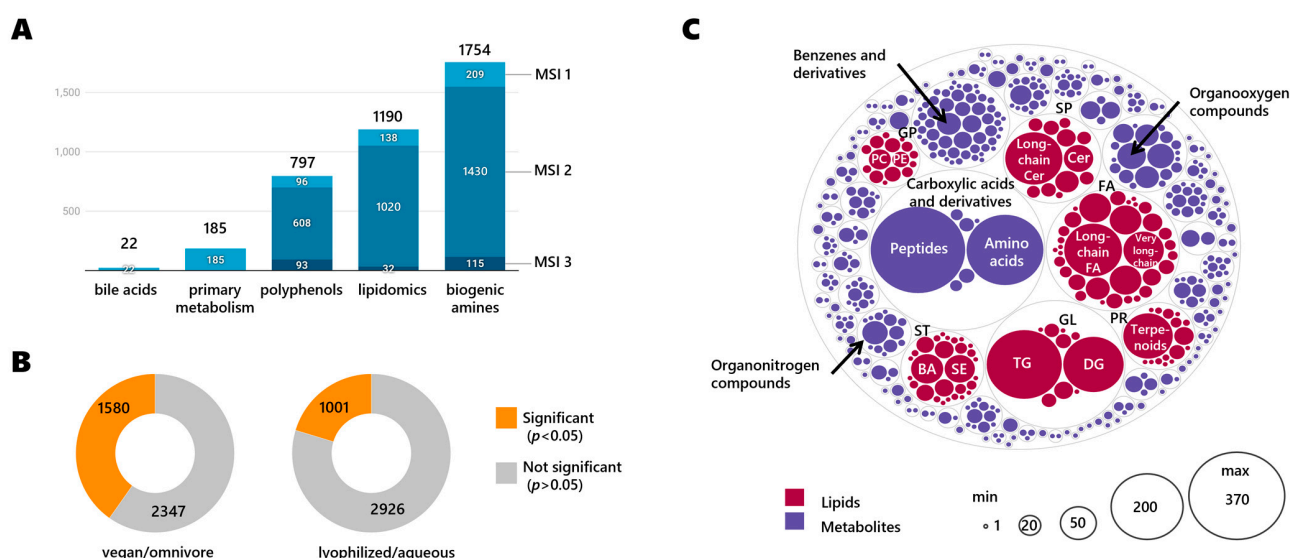 A
1754
209
MSI 1
1,500
1190
138
1,000
797
96
1430
MSI 2
1020
500
608
22
185
22
185
93
32
115
MSI 3
bile acids
primary
metabolism
polyphenols
lipidomics
biogenic
amines
B
1580
2347
vegan/omnivore
1001
2926
lyophilized/aqueous
Significant
(p<0.05)
Not significant
(p>0.05)
C
Benzenes and
derivatives
Organooxygen
compounds
SP
GP
PC
PE
Long-
chain
Cer
Cer
Carboxylic acids
and derivatives
FA
Peptides
Amino
acids
Long-
chain
FA
Very
long-
chain
ST
GL
PR
Terpe-
noids
Organonitrogen
compounds
BA
SE
TG
DG
Lipids
Metabolites
min
1
20
50
200
max
370